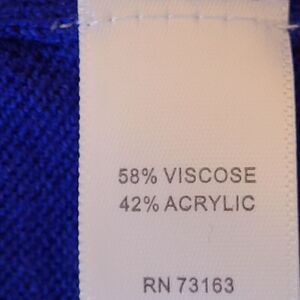 58% VISCOSE
42% ACRYLIC
RN 73163